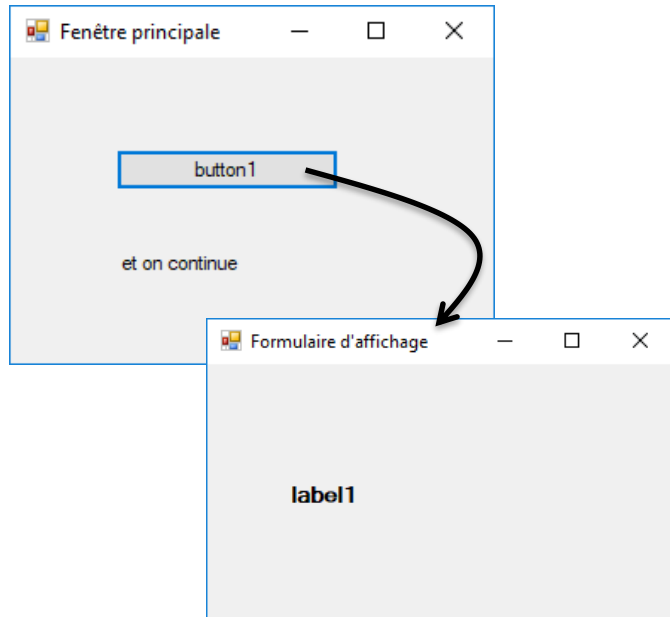 Fenêtre principale
button1
et on continue
Formulaire d'affichage
label1